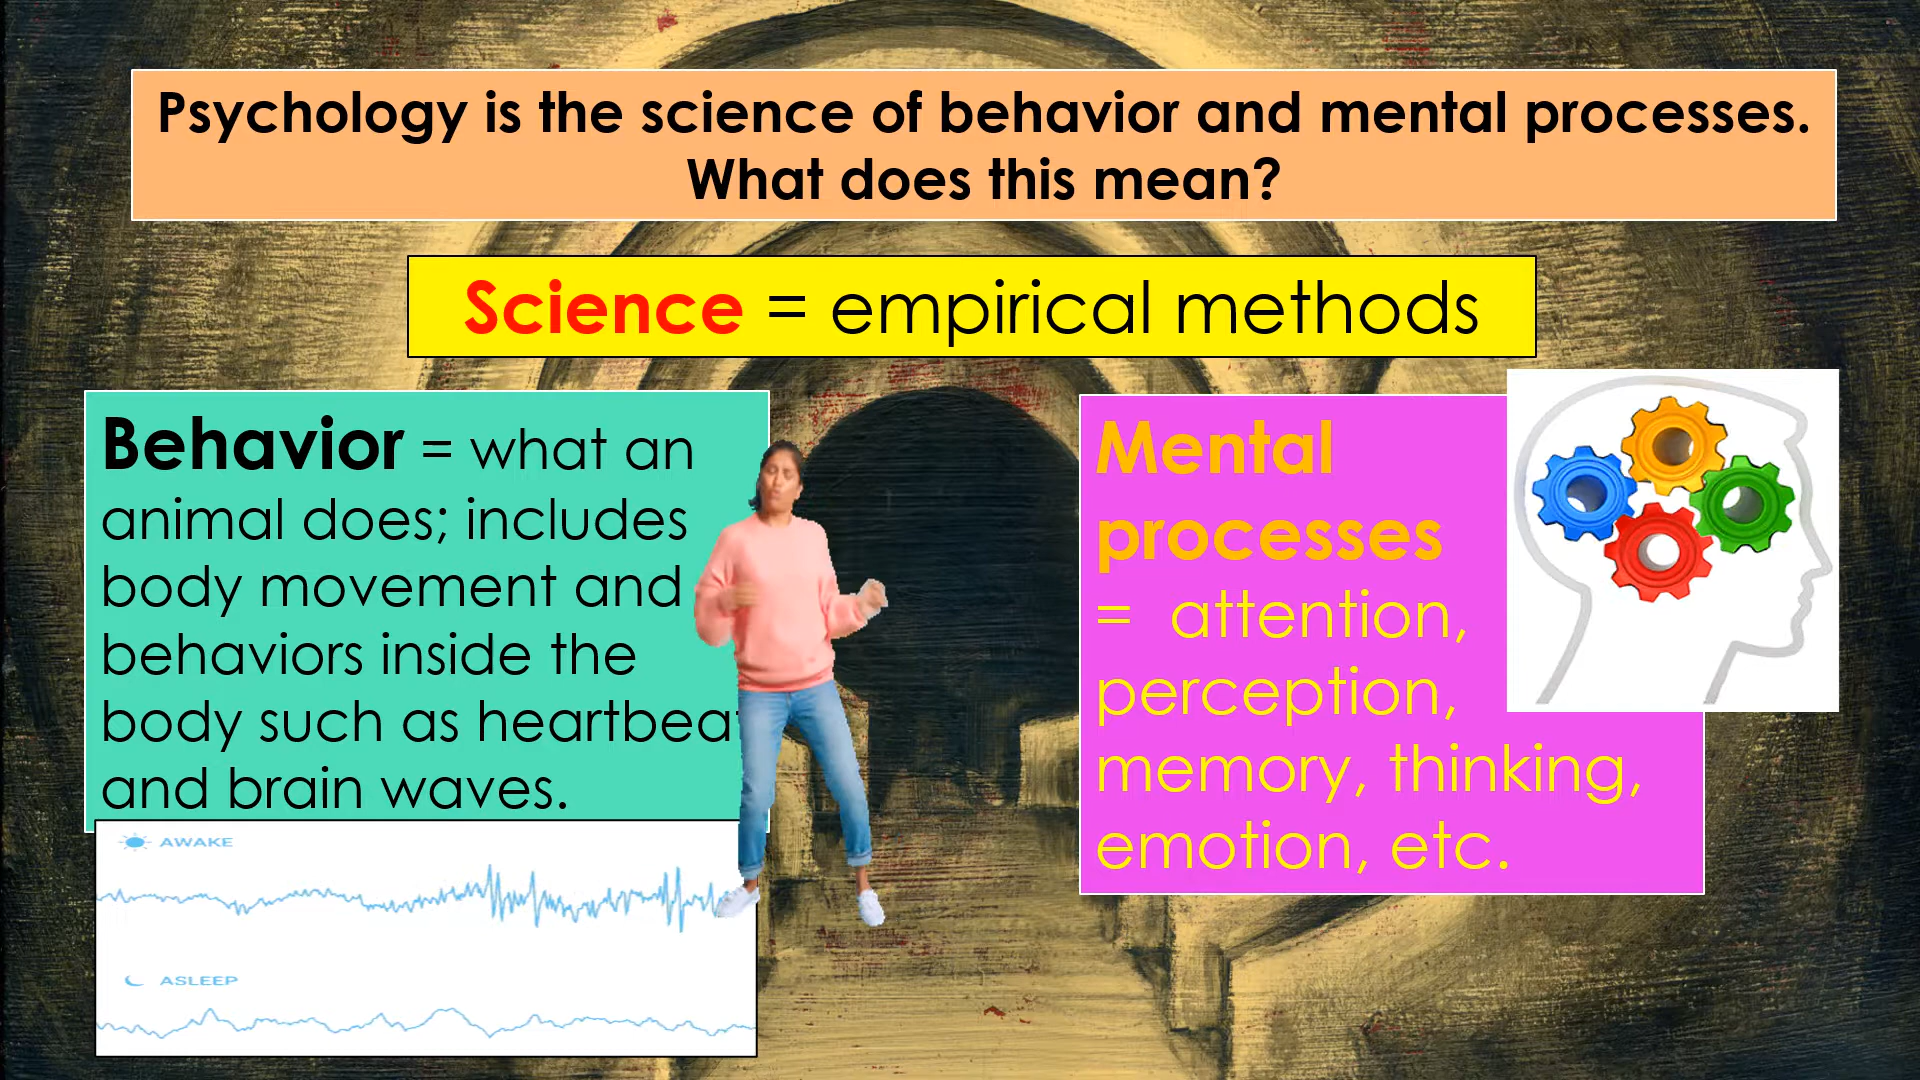 Psychology is the science of behavior and mental processes.
What does this mean?
Science = empirical methods
Behavior = what an
animal does; includes
body movement and
behaviors inside the
body such as heartbeat
and brain waves.
AWAKE
ASLEEP
Mental
processes
= attention,
perception,
memory, thinking,
emotion, etc.